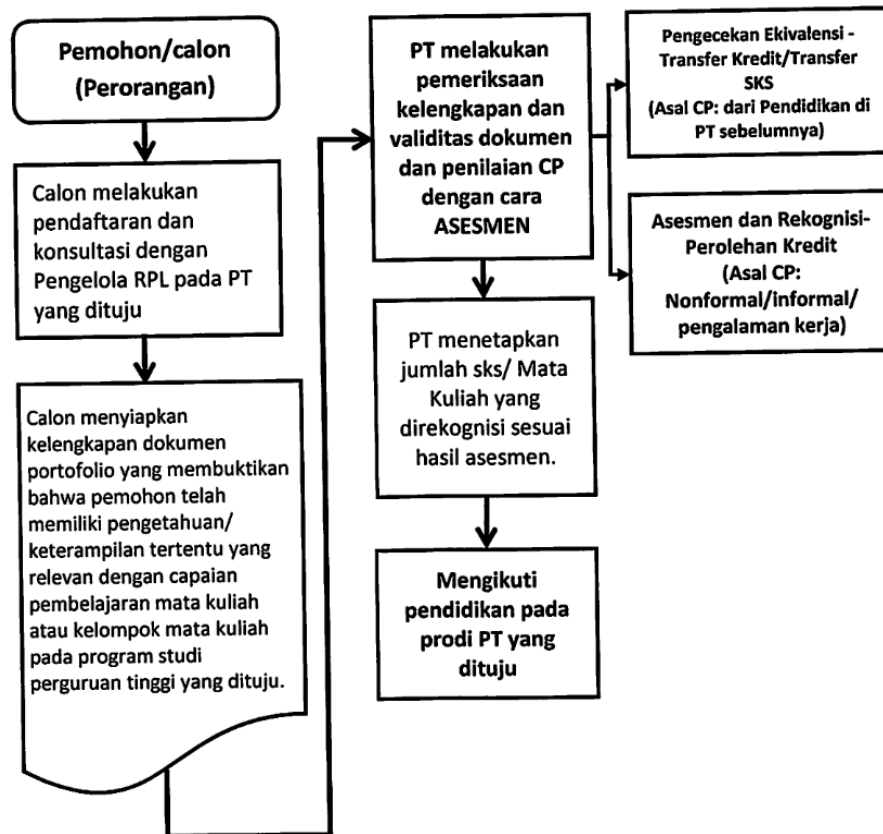 Pemohon/calon
(Perorangan)
Calon melakukan
pendaftaran dan
konsultasi dengan
Pengelola RPL pada PT
yang dituju
Calon menyiapkan
kelengkapan dokumen
portofolio yang membuktikan
bahwa pemohon telah
memiliki pengetahuan/
keterampilan tertentu yang
relevan dengan capaian
pembelajaran mata kuliah
atau kelompok mata kuliah
pada program studi
perguruan tinggi yang dituju.
PT melakukan
pemeriksaan
kelengkapan dan
validitas dokumen
dan penilaian CP
dengan cara
ASESMEN
PT menetapkan
jumlah sks/ Mata
Kuliah yang
direkognisi sesuai
hasil asesmen.
Mengikuti
pendidikan pada
prodi PT yang
dituju
Pengecekan Ekivalensi -
Transfer Kredit/Transfer
SKS
(Asal CP: dari Pendidikan di
PT sebelumnya)
Asesmen dan Rekognisi-
Perolehan Kredit
(Asal CP:
Nonformal/informal/
pengalaman kerja)